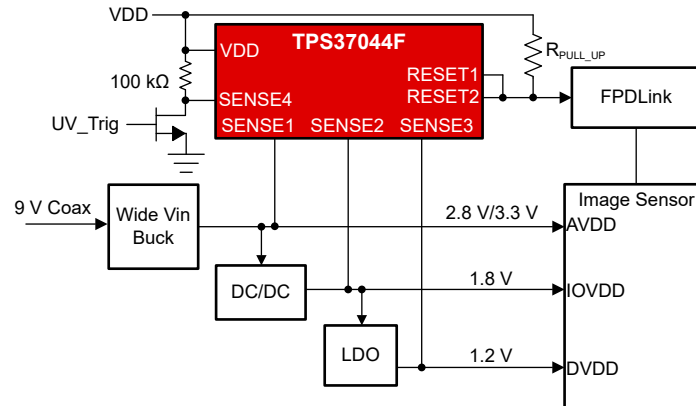 VDD
TPS37044F
VDD
RPULL_UP
100 kΩ
RESET1
SENSE4
RESET2
FPDLink
UV_Trig
SENSE1
SENSE2
SENSE3
Image Sensor
9 V Coax
Wide Vin
Buck
2.8 V/3.3 V
AVDD
DC/DC
1.8 V
IOVDD
LDO
1.2 V
DVDD